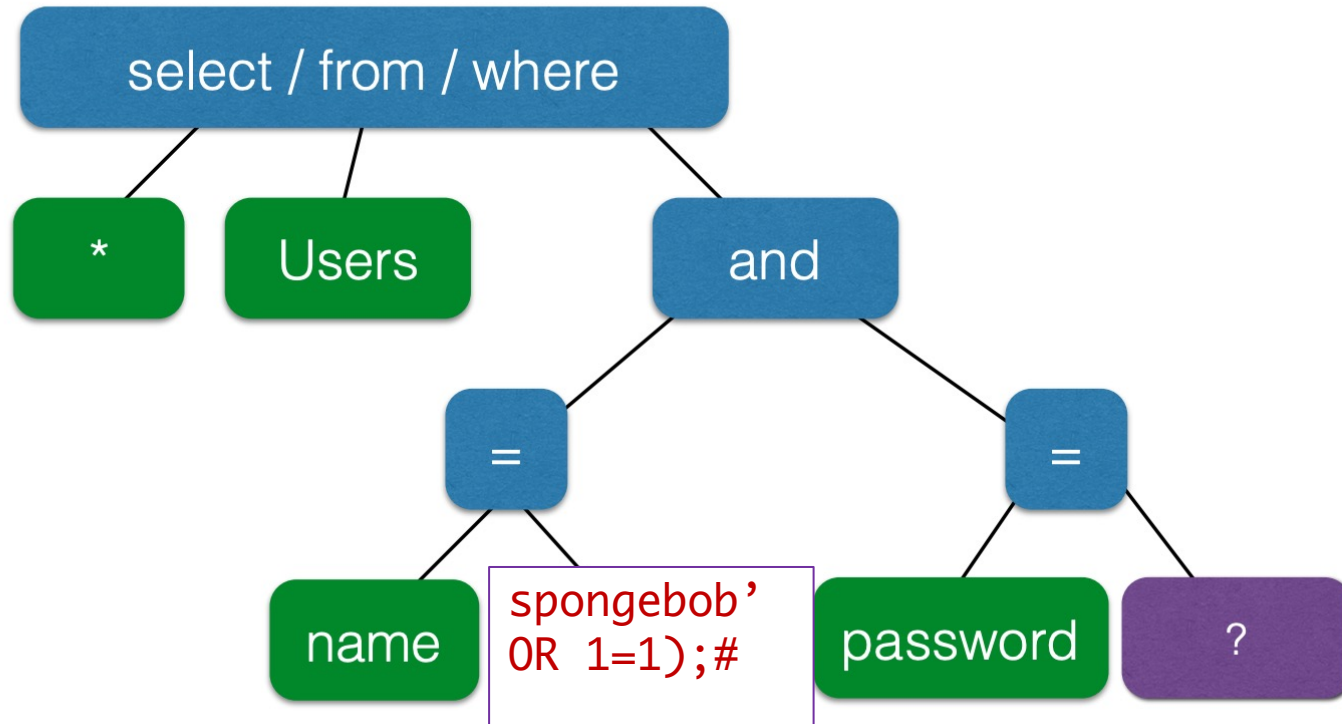 select / from / where
*
Users
and
=
=
name
spongebob’
OR 1=1);#
password
?